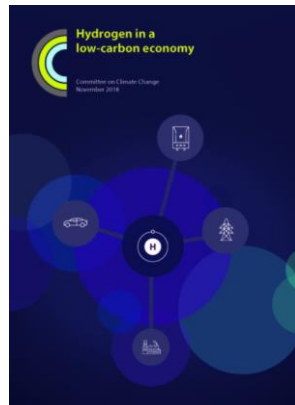 Hydrogen in a
low-carbon economy
Committee on Climate Change
November 2018
H